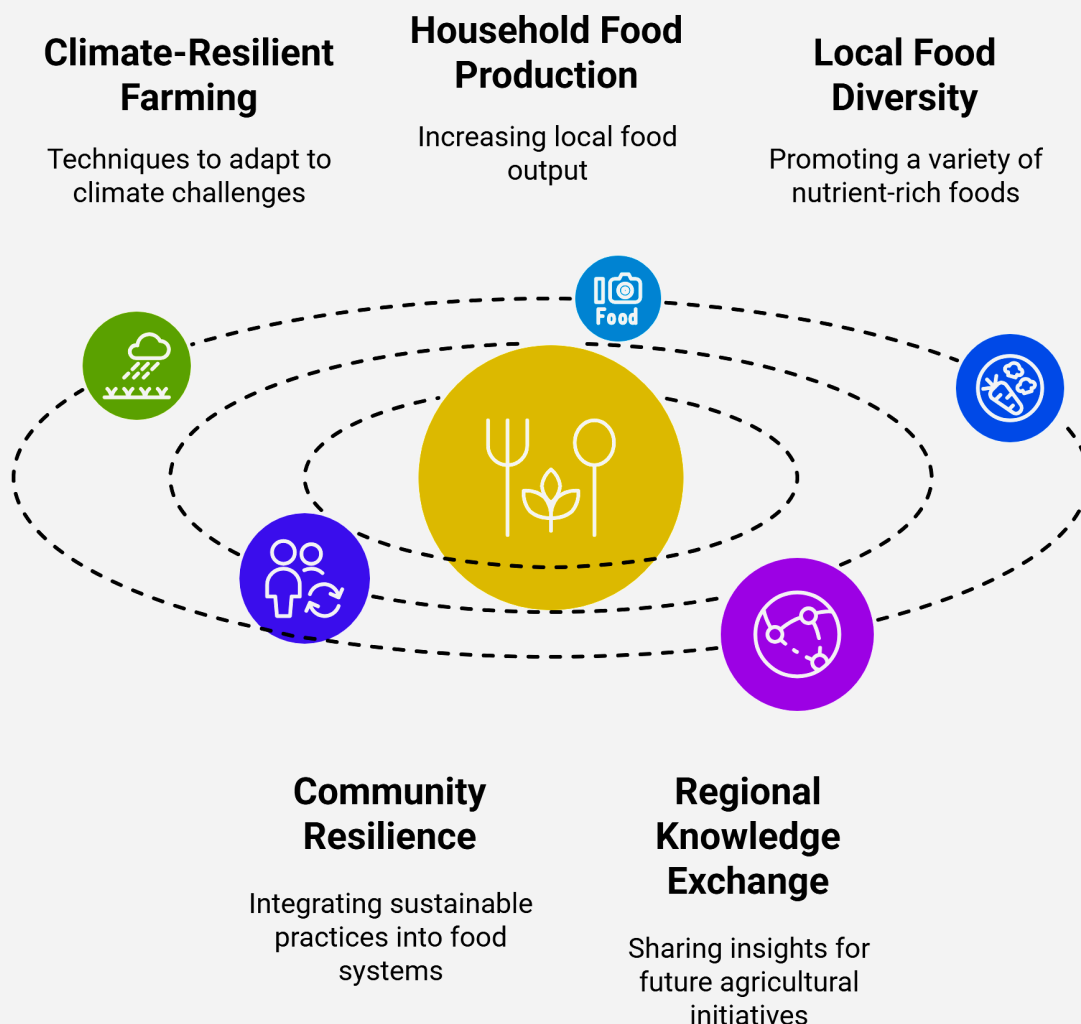 Climate-Resilient
Farming
Techniques to adapt to
climate challenges
Household Food
Production
Increasing local food
output
Local Food
Diversity
Promoting a variety of
nutrient-rich foods
Food
Community
Resilience
Integrating sustainable
practices into food
systems
Regional
Knowledge
Exchange
Sharing insights for
future agricultural
initiatives